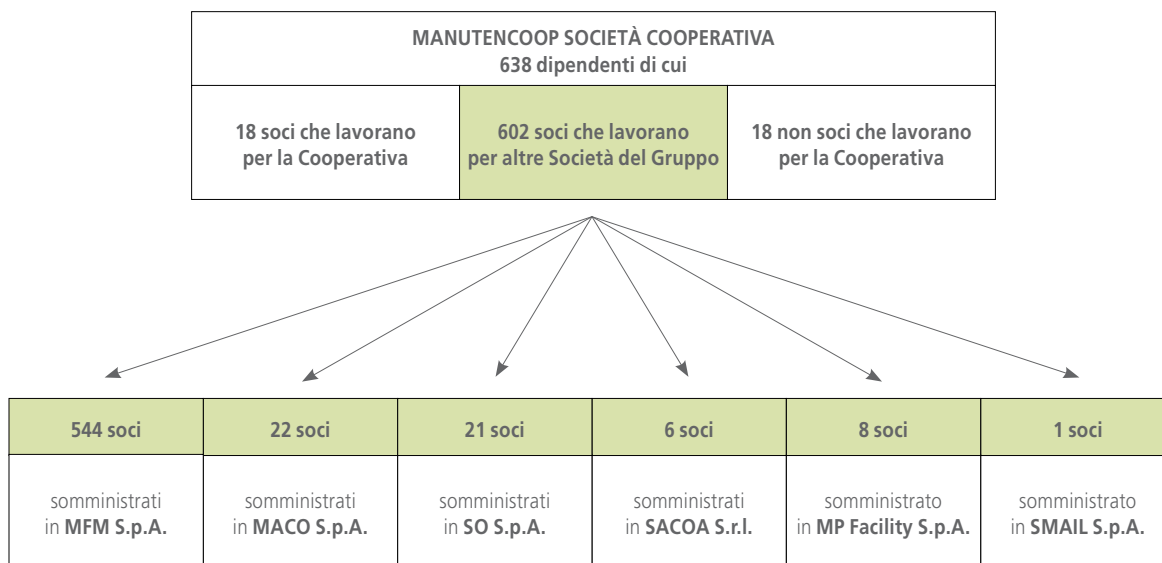 MANUTENCOOP SOCIETÀ COOPERATIVA
638 dipendenti di cui
18 soci che lavorano
per la Cooperativa
602 soci che lavorano
per altre Società del Gruppo
18 non soci che lavorano
per la Cooperativa
544 soci
22 soci
21 soci
6 soci
8 soci
1 soci
somministrati
in MFM S.p.A.
somministrati
in MACO S.p.A.
somministrati
in SO S.p.A.
somministrati
in SACOA S.r.l.
somministrato
in MP Facility S.p.A.
somministrato
in SMAIL S.p.A.